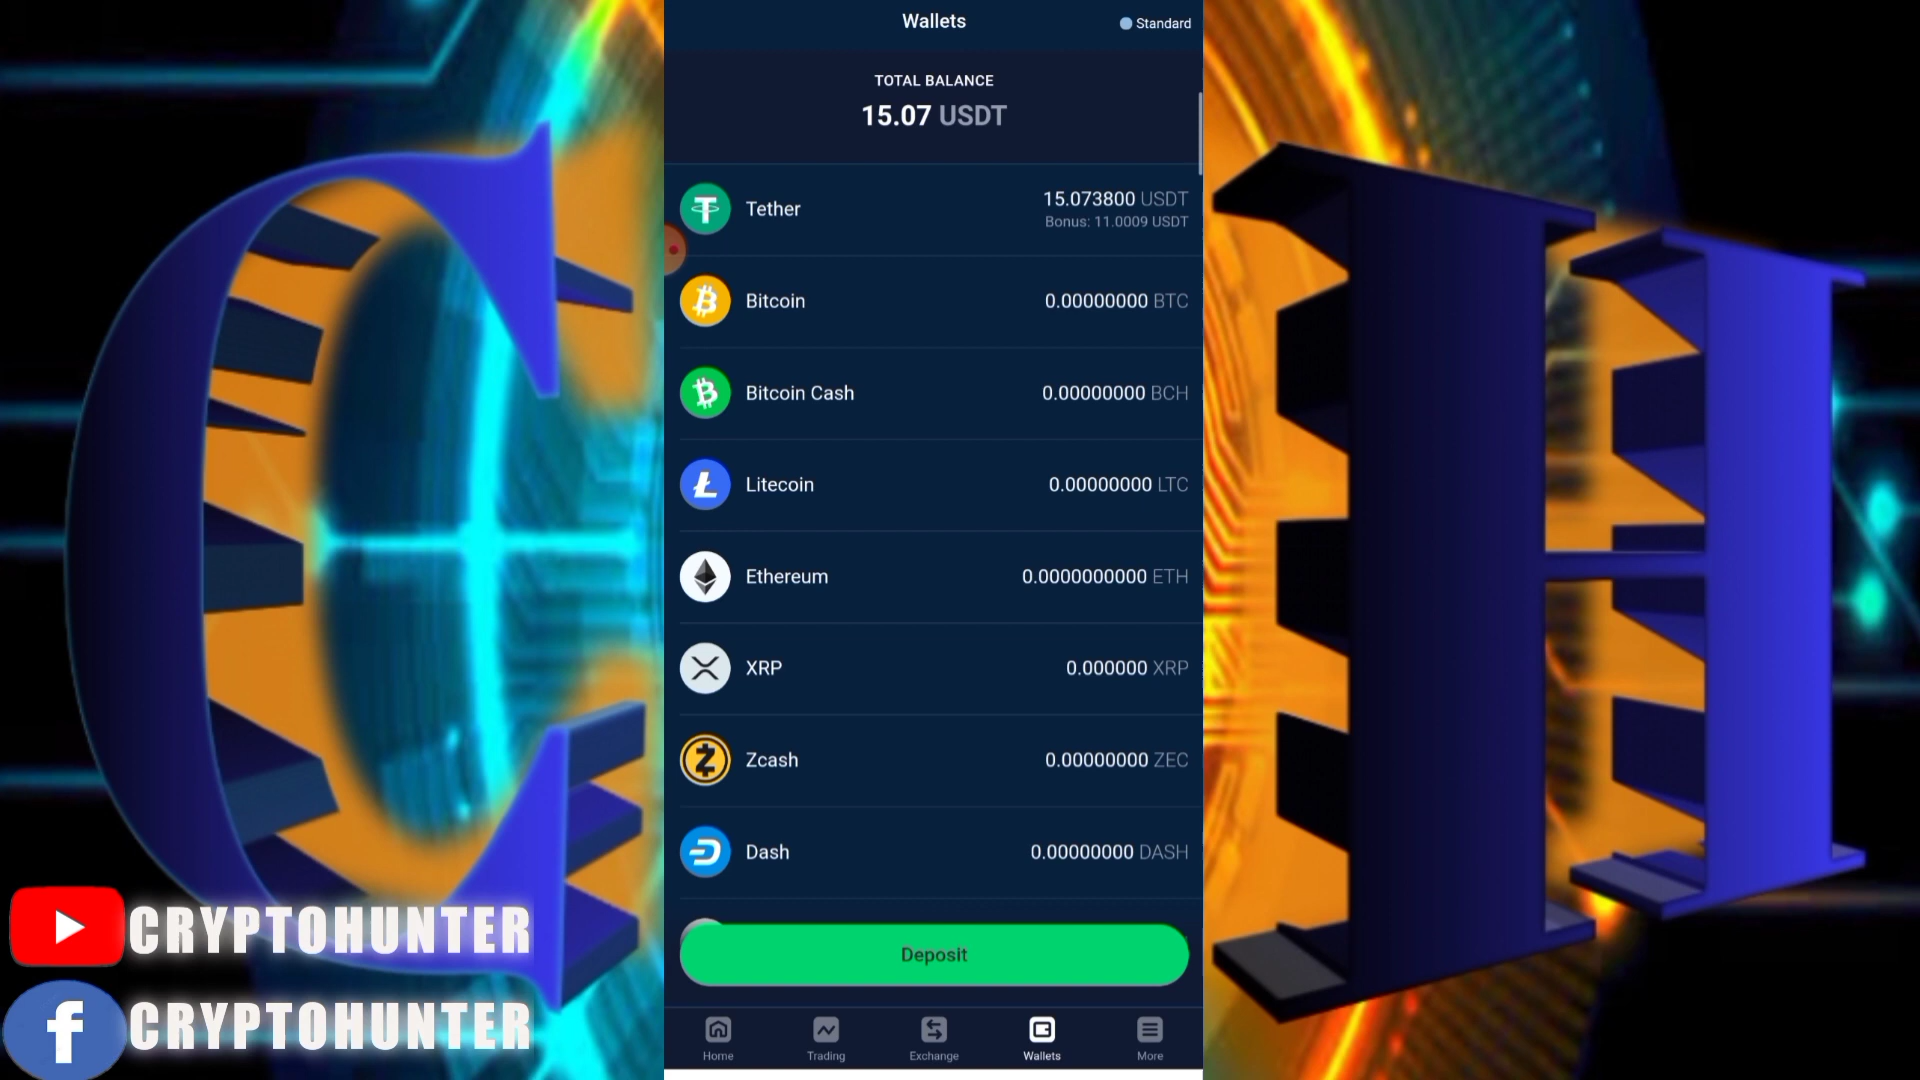 Wallets
Standard
TOTAL BALANCE
15.07 USDT
Tether
15.073800 USDT
Bonus: 11.0009 USDT
Bitcoin
0.00000000 BTC
Bitcoin Cash
0.00000000 BCH
Litecoin
0.00000000 LTC
Ethereum
0.0000000000 ETH
XRP
0.000000 XRP
Zcash
0.00000000 ZEC
Dash
0.00000000 DASH
Deposit
Home
Trading
Exchange
Wallets
More
CRYPTOHUNTER
CRYPTOHUNTER
CH